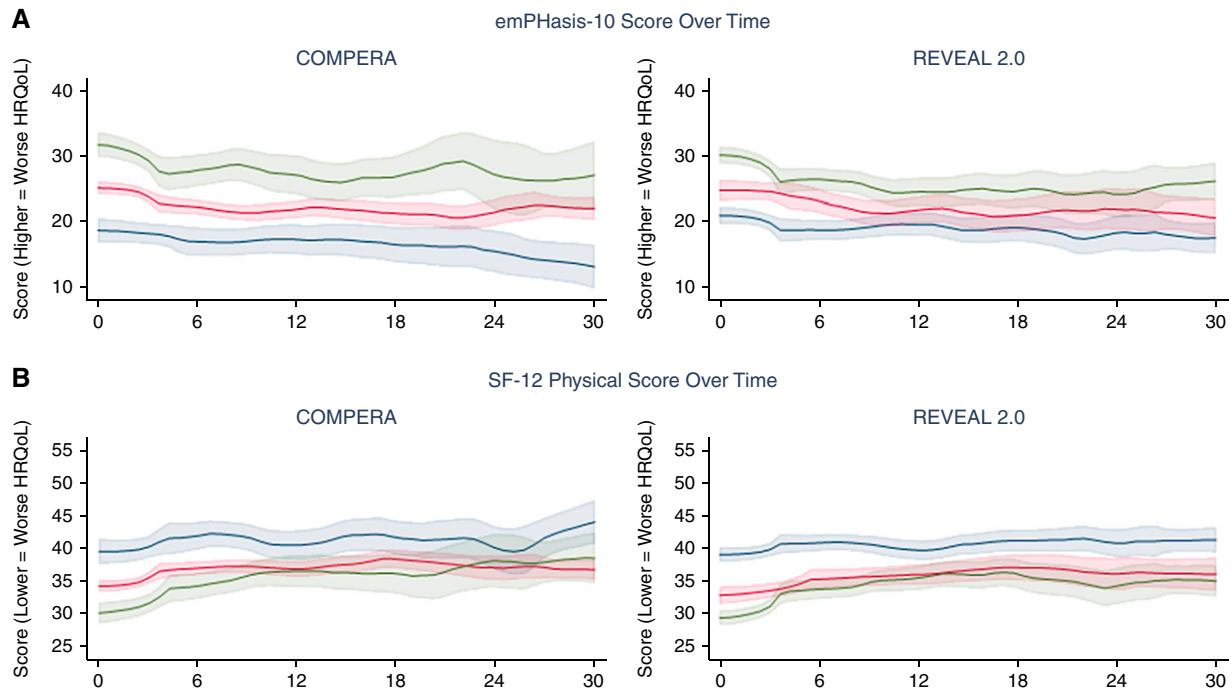 A
emPHasis-10 Score Over Time
COMPERA
REVEAL 2.0
Score (Higher = Worse HRQoL)
40
30
20
10
0 6 12 18 24 30
Score (Higher = Worse HRQoL)
40
30
20
10
0 6 12 18 24 30
B
SF-12 Physical Score Over Time
COMPERA
REVEAL 2.0
Score (Lower = Worse HRQoL)
55
50
45
40
35
30
25
0 6 12 18 24 30
Score (Lower = Worse HRQoL)
55
50
45
40
35
30
25
0 6 12 18 24 30